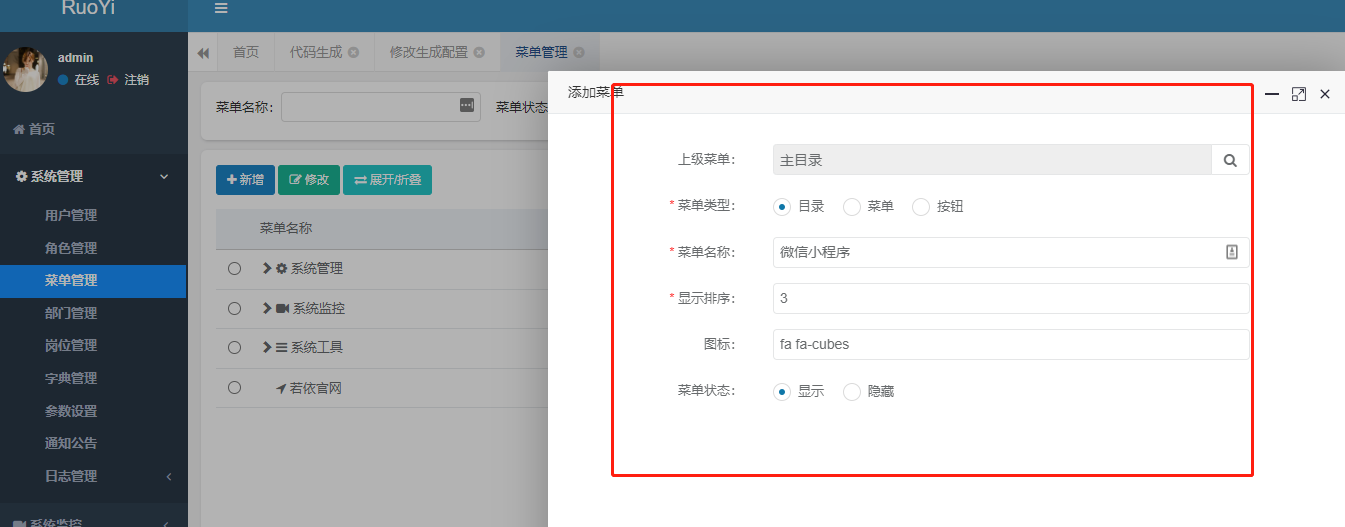 RuoYi
admin
在线 注销
首页
系统管理
用户管理
角色管理
菜单管理
部门管理
岗位管理
字典管理
参数设置
通知公告
日志管理
系统监控
首页 代码生成 修改生成配置 菜单管理
菜单名称： 菜单状态
新增 修改 展开/折叠
菜单名称
系统管理
系统监控
系统工具
若依官网
添加菜单
上级菜单： 主目录
* 菜单类型： 目录 菜单 按钮
* 菜单名称： 微信小程序
* 显示排序： 3
图标： fa fa-cubes
菜单状态： 显示 隐藏